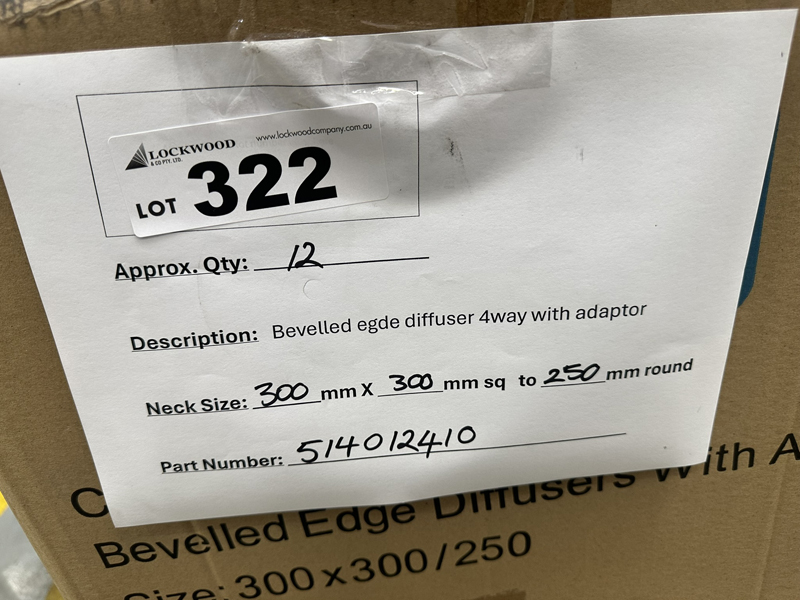 LOCKWOOD
& CO PTY. LTD.
www.lockwoodcompany.com.au
LOT 322
Approx. Qty: 12
Description: Bevelled egde diffuser 4way with adaptor
Neck Size: 300 mm X 300 mm sq to 250 mm round
Part Number: 514012410
Bevelled Edge Diffusers With A
Size: 300x300/250